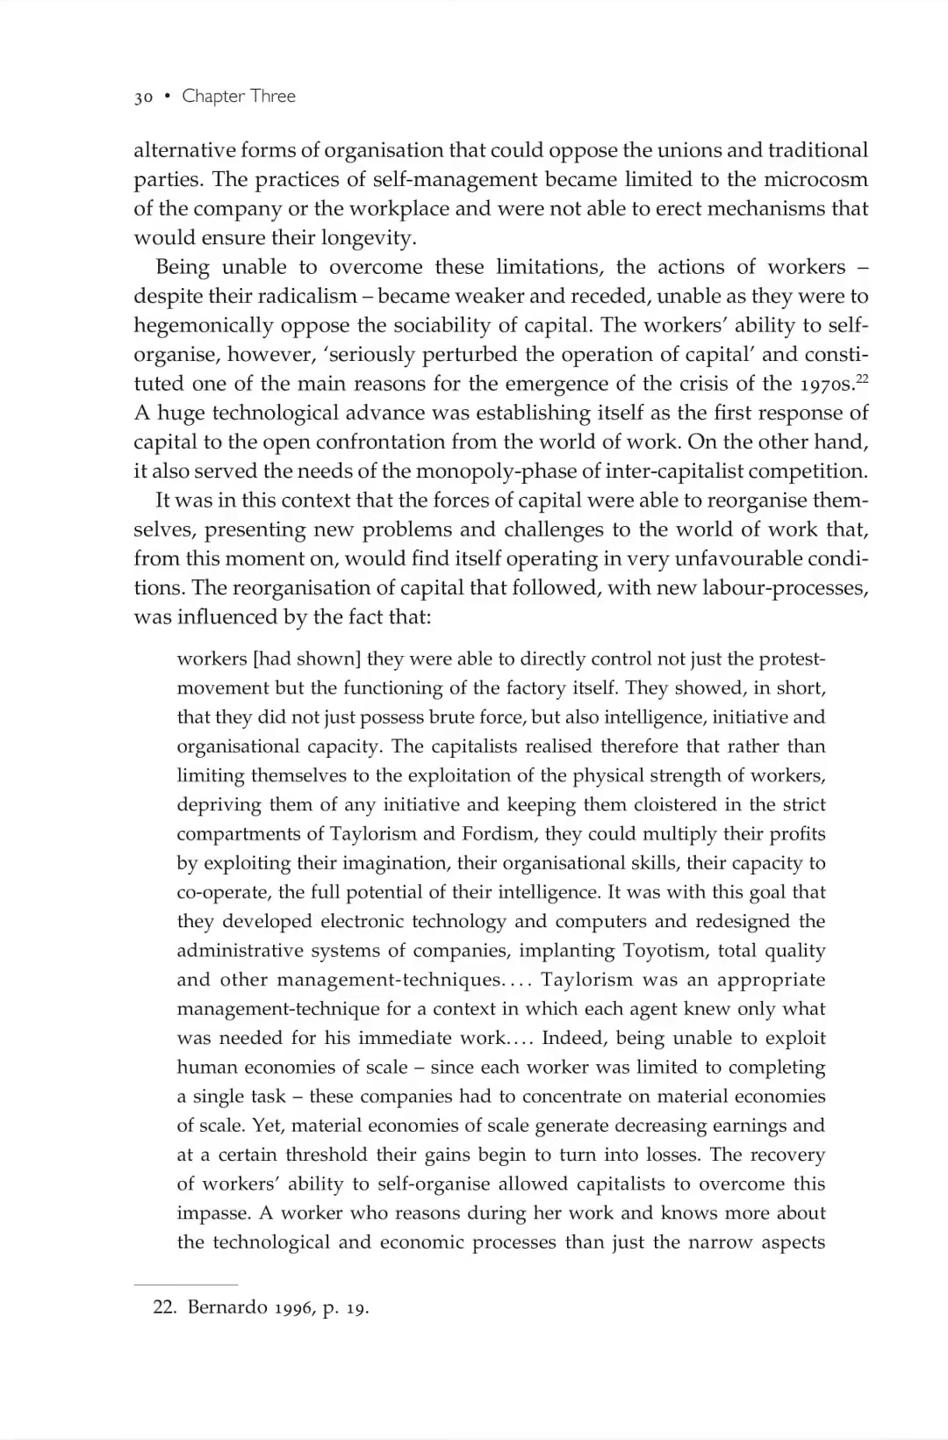 30 • Chapter Three
alternative forms of organisation that could oppose the unions and traditional
parties. The practices of self-management became limited to the microcosm
of the company or the workplace and were not able to erect mechanisms that
would ensure their longevity.
Being unable to overcome these limitations, the actions of workers –
despite their radicalism – became weaker and receded, unable as they were to
hegemonically oppose the sociability of capital. The workers’ ability to self-
organise, however, ‘seriously perturbed the operation of capital’ and consti-
tuted one of the main reasons for the emergence of the crisis of the 1970s.22
A huge technological advance was establishing itself as the first response of
capital to the open confrontation from the world of work. On the other hand,
it also served the needs of the monopoly-phase of inter-capitalist competition.
It was in this context that the forces of capital were able to reorganise them-
selves, presenting new problems and challenges to the world of work that,
from this moment on, would find itself operating in very unfavourable condi-
tions. The reorganisation of capital that followed, with new labour-processes,
was influenced by the fact that:
workers [had shown] they were able to directly control not just the protest-
movement but the functioning of the factory itself. They showed, in short,
that they did not just possess brute force, but also intelligence, initiative and
organisational capacity. The capitalists realised therefore that rather than
limiting themselves to the exploitation of the physical strength of workers,
depriving them of any initiative and keeping them cloistered in the strict
compartments of Taylorism and Fordism, they could multiply their profits
by exploiting their imagination, their organisational skills, their capacity to
co-operate, the full potential of their intelligence. It was with this goal that
they developed electronic technology and computers and redesigned the
administrative systems of companies, implanting Toyotism, total quality
and other management-techniques.... Taylorism was an appropriate
management-technique for a context in which each agent knew only what
was needed for his immediate work.... Indeed, being unable to exploit
human economies of scale – since each worker was limited to completing
a single task – these companies had to concentrate on material economies
of scale. Yet, material economies of scale generate decreasing earnings and
at a certain threshold their gains begin to turn into losses. The recovery
of workers’ ability to self-organise allowed capitalists to overcome this
impasse. A worker who reasons during her work and knows more about
the technological and economic processes than just the narrow aspects
22. Bernardo 1996, p. 19.